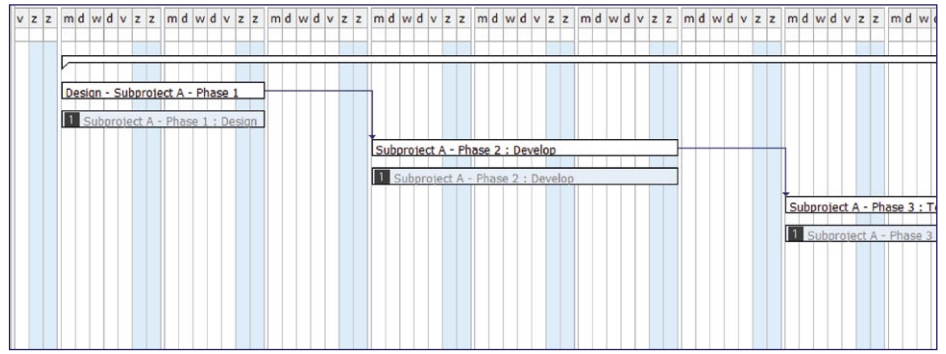 v z z m d w d v z z m d w d v z z m d w d v z z m d w d v z z m d w d v z z m d w d v z z m d w d v z z m d w d v z z m d w
Design - Subproject A - Phase 1
1 Subproject A - Phase 1 : Design
Subproject A - Phase 2 : Develop
1 Subproject A - Phase 2 : Develop
Subproject A - Phase 3 : Te
1 Subproject A - Phase 3